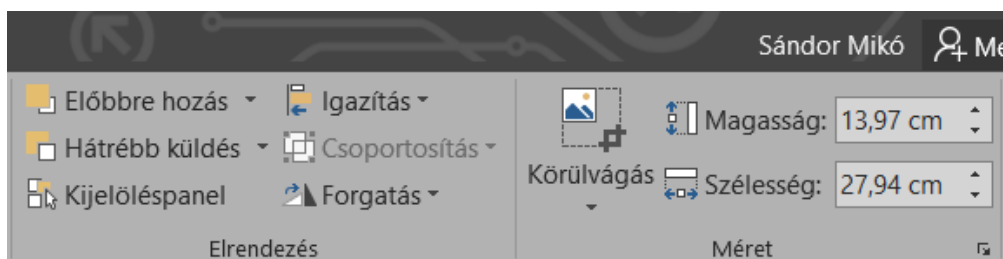 Sándor Mikó Me
Előbbre hozás Igazítás
Hátrébb küldés Csoportosítás
Kijelöléspanel Forgatás
Elrendezés
Körülvágás
Magasság: 13,97 cm
Szélesség: 27,94 cm
Méret